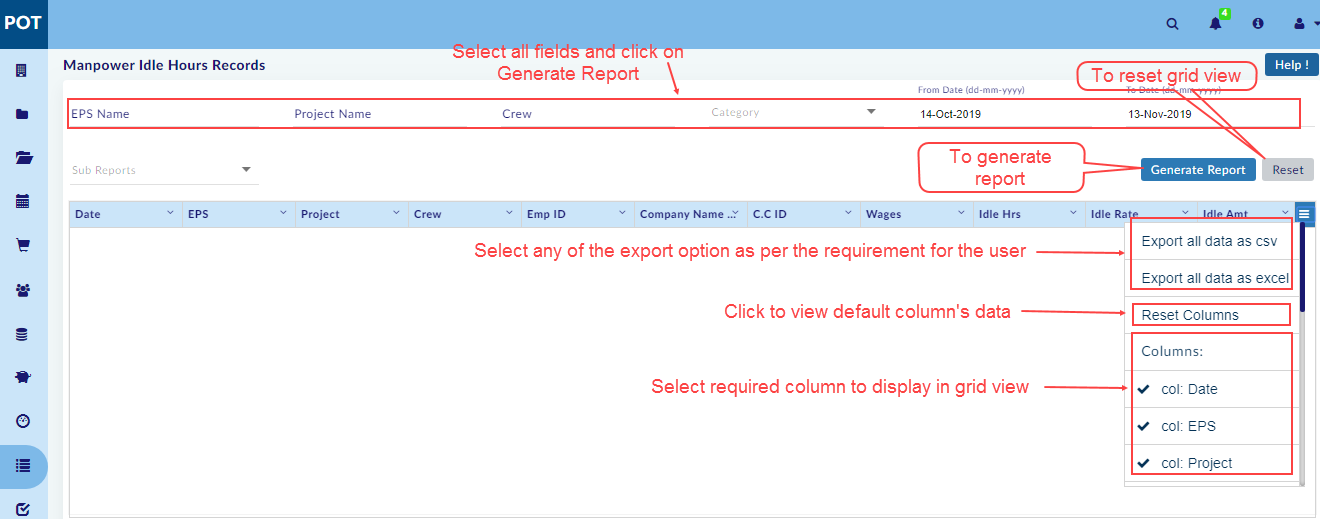 POT
4
Manpower Idle Hours Records
Select all fields and click on
Generate Report
To reset grid view
Help !
From Date (dd-mm-yyyy)
To Date (dd-mm-yyyy)
EPS Name
Project Name
Crew
Category
14-Oct-2019
13-Nov-2019
Sub Reports
To generate
report
Generate Report
Reset
Date
EPS
Project
Crew
Emp ID
Company Name ...
C.C ID
Wages
Idle Hrs
Idle Rate
Idle Amt
Select any of the export option as per the requirement for the user
Export all data as csv
Export all data as excel
Click to view default column's data
Reset Columns
Columns:
Select required column to display in grid view
col: Date
col: EPS
col: Project